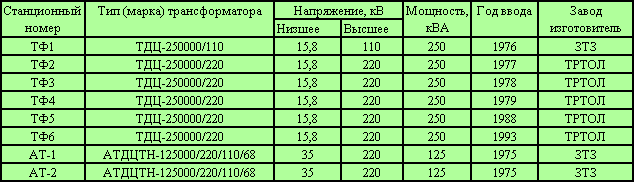 Станционный номер Тип (марка) трансформатора Напряжение, кВ Мощность, кВА Год ввода Завод изготовитель
Низшее Высшее
ТФ1 ТДЦ-250000/110 15,8 110 250 1976 ЗТЗ
ТФ2 ТДЦ-250000/220 15,8 220 250 1977 ТРТОЛ
ТФ3 ТДЦ-250000/220 15,8 220 250 1978 ТРТОЛ
ТФ4 ТДЦ-250000/220 15,8 220 250 1979 ТРТОЛ
ТФ5 ТДЦ-250000/220 15,8 220 250 1988 ТРТОЛ
ТФ6 ТДЦ-250000/220 15,8 220 250 1993 ТРТОЛ
АТ-1 АТДЦТН-125000/220/110/68 35 220 125 1975 ЗТЗ
АТ-2 АТДЦТН-125000/220/110/68 35 220 125 1975 ЗТЗ